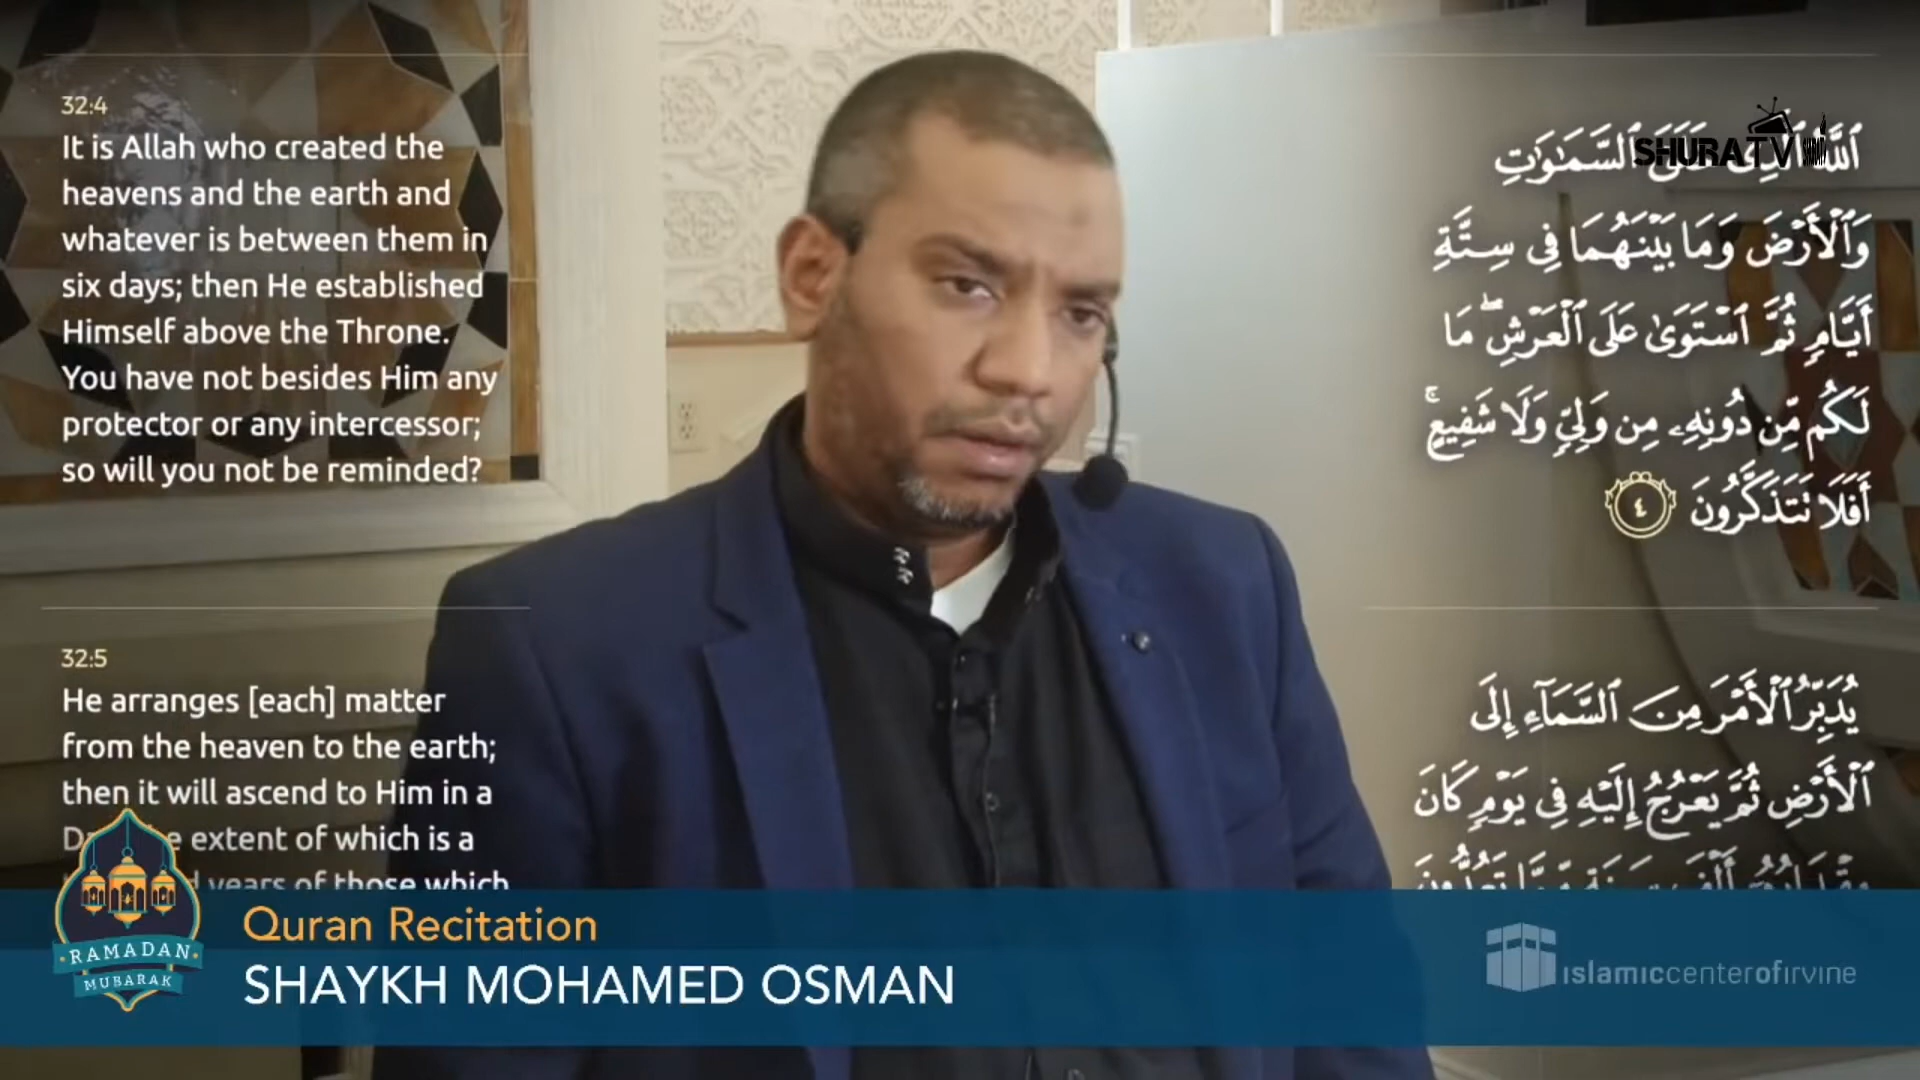 32:4
It is Allah who created the
heavens and the earth and
whatever is between them in
six days; then He established
Himself above the Throne.
You have not besides Him any
protector or any intercessor;
so will you not be reminded?
32:5
He arranges [each] matter
from the heaven to the earth;
then it will ascend to Him in a
extent of which is a
years of those which
SHURA TV
ٱللَّهُ ٱلَّذِى خَلَقَ ٱلسَّمَـٰوَٰتِ
وَٱلْأَرْضَ وَمَا بَيْنَهُمَا فِى سِتَّةِ
أَيَّامٍ ثُمَّ ٱسْتَوَىٰ عَلَى ٱلْعَرْشِ ۖ مَا
لَكُم مِّن دُونِهِۦ مِن وَلِىٍّ وَلَا شَفِيعٍ ۚ
أَفَلَا تَتَذَكَّرُونَ ٤
يُدَبِّرُ ٱلْأَمْرَ مِنَ ٱلسَّمَآءِ إِلَى
ٱلْأَرْضِ ثُمَّ يَعْرُجُ إِلَيْهِ فِى يَوْمٍ كَانَ
RAMADAN
MUBARAK
Quran Recitation
SHAYKH MOHAMED OSMAN
islamiccenterofirvine